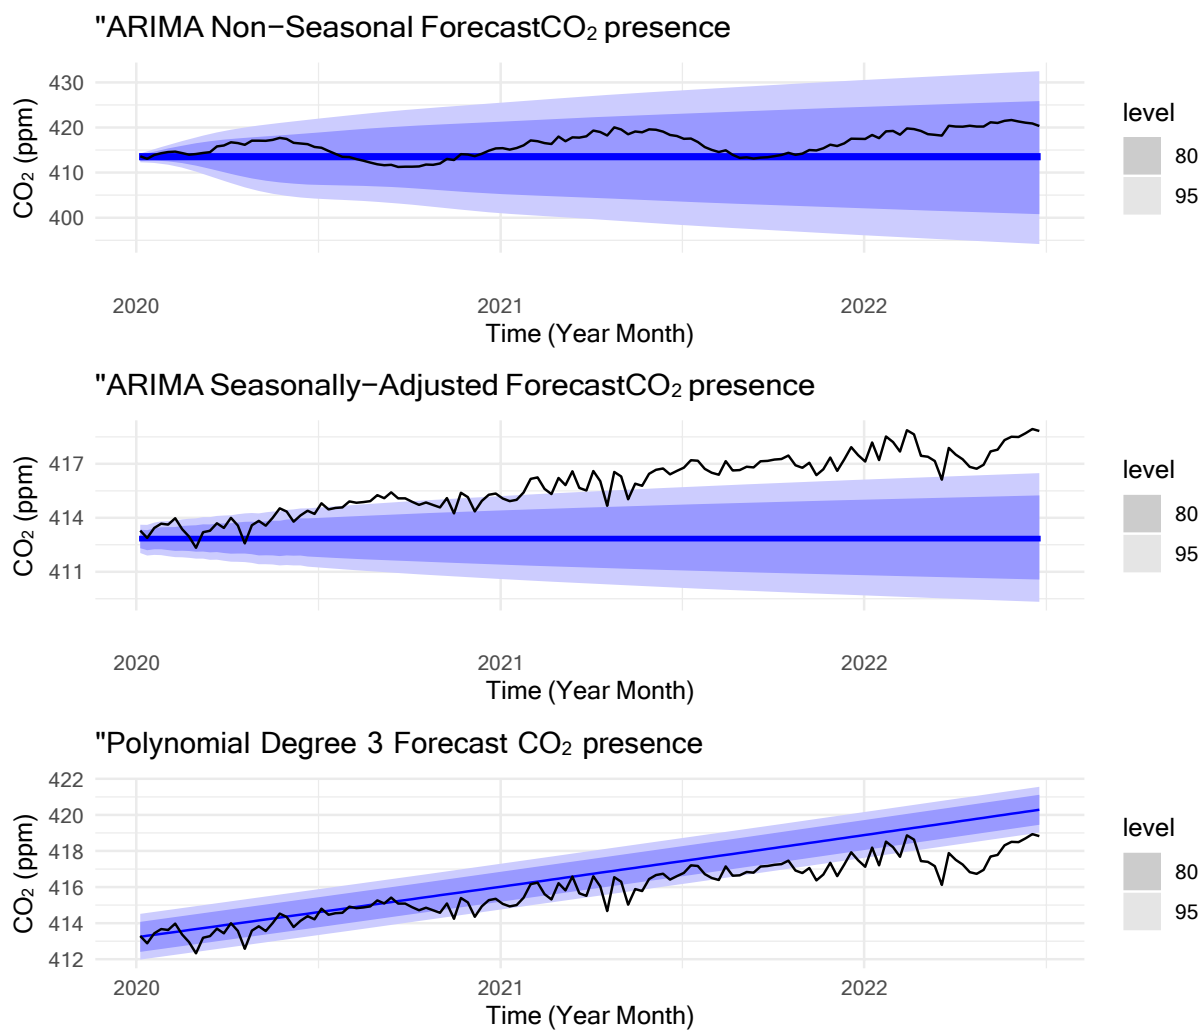 "ARIMA Non−Seasonal ForecastCO₂ presence
430
420
410
400
CO₂ (ppm)
2020 2021 2022
Time (Year Month)
level
80
95
"ARIMA Seasonally−Adjusted ForecastCO₂ presence
417
414
411
CO₂ (ppm)
2020 2021 2022
Time (Year Month)
level
80
95
"Polynomial Degree 3 Forecast CO₂ presence
422
420
418
416
414
412
CO₂ (ppm)
2020 2021 2022
Time (Year Month)
level
80
95